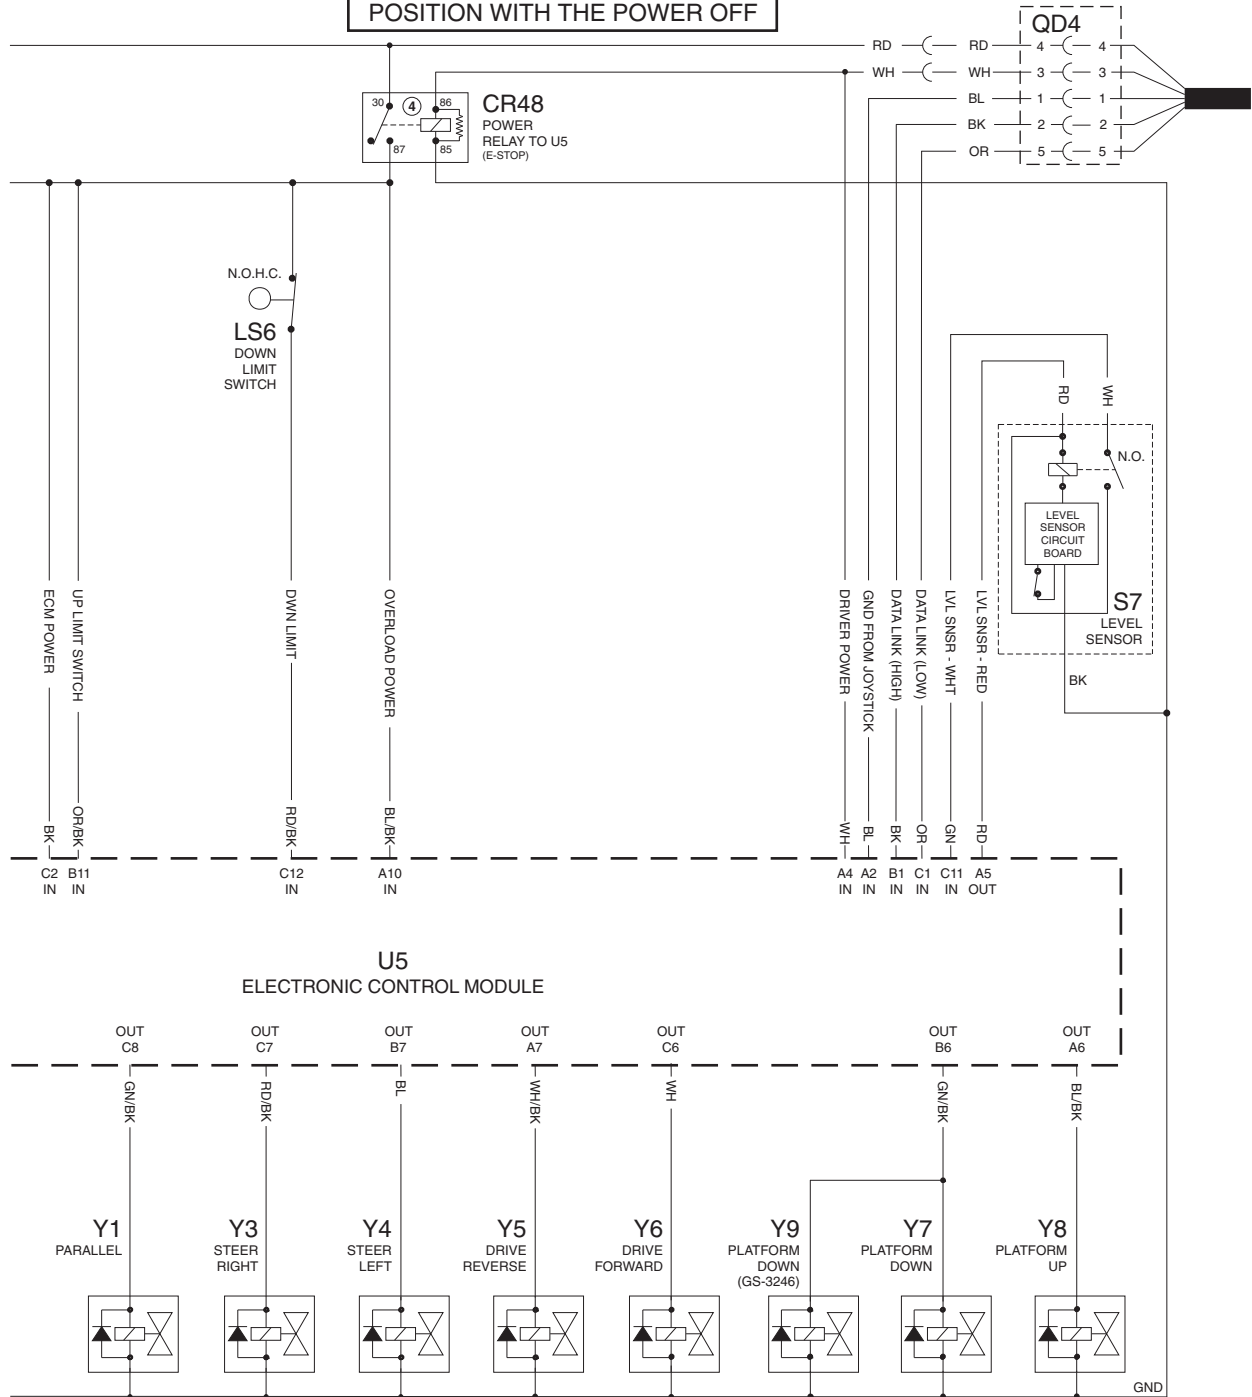 POSITION WITH THE POWER OFF
QD4
RD RD 4 4
WH WH 3 3
BL 1 1
BK 2 2
OR 5 5
30 4 86
87 85
CR48
POWER
RELAY TO U5
(E-STOP)
N.O.H.C.
LS6
DOWN
LIMIT
SWITCH
RD
WH
N.O.
LEVEL
SENSOR
CIRCUIT
BOARD
S7
LEVEL
SENSOR
BK
ECM POWER
UP LIMIT SWITCH
DWN LIMIT
OVERLOAD POWER
DRIVER POWER
GND FROM JOYSTICK
DATA LINK (HIGH)
DATA LINK (LOW)
LVL SNSR - WHT
LVL SNSR - RED
BK
OR/BK
RD/BK
BL/BK
WH
BL
BK
OR
GN
RD
C2 B11 C12 A10 A4 A2 B1 C1 C11 A5
IN IN IN IN IN IN IN IN IN OUT
U5
ELECTRONIC CONTROL MODULE
OUT OUT OUT OUT OUT OUT OUT
C8 C7 B7 A7 C6 B6 A6
GN/BK
RD/BK
BL
WH/BK
WH
GN/BK
BL/BK
Y1
PARALLEL
Y3
STEER
RIGHT
Y4
STEER
LEFT
Y5
DRIVE
REVERSE
Y6
DRIVE
FORWARD
Y9
PLATFORM
DOWN
(GS-3246)
Y7
PLATFORM
DOWN
Y8
PLATFORM
UP
GND